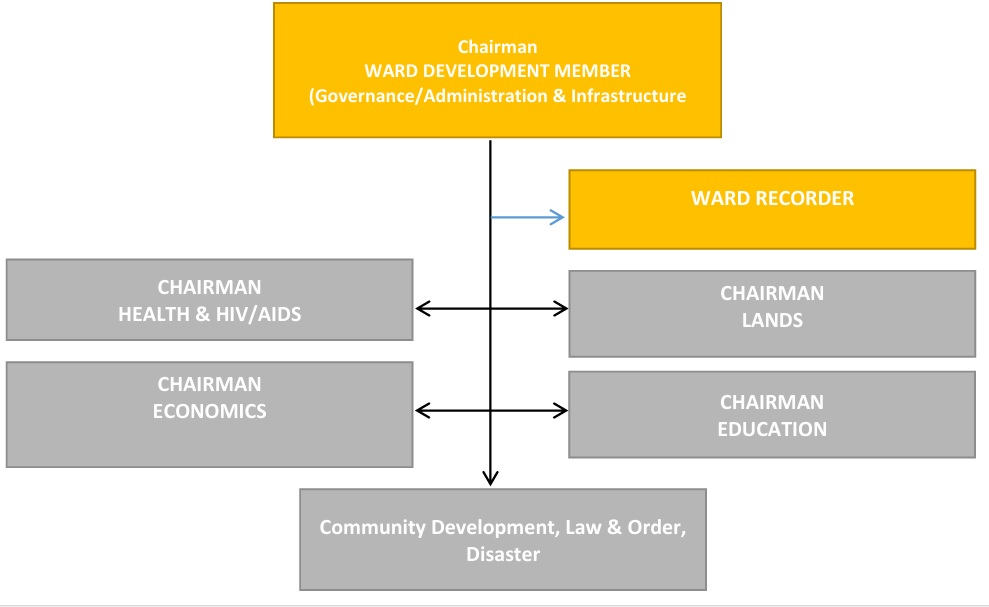 Chairman
WARD DEVELOPMENT MEMBER
(Governance/Administration & Infrastructure
WARD RECORDER
CHAIRMAN
HEALTH & HIV/AIDS
CHAIRMAN
LANDS
CHAIRMAN
ECONOMICS
CHAIRMAN
EDUCATION
Community Development, Law & Order,
Disaster